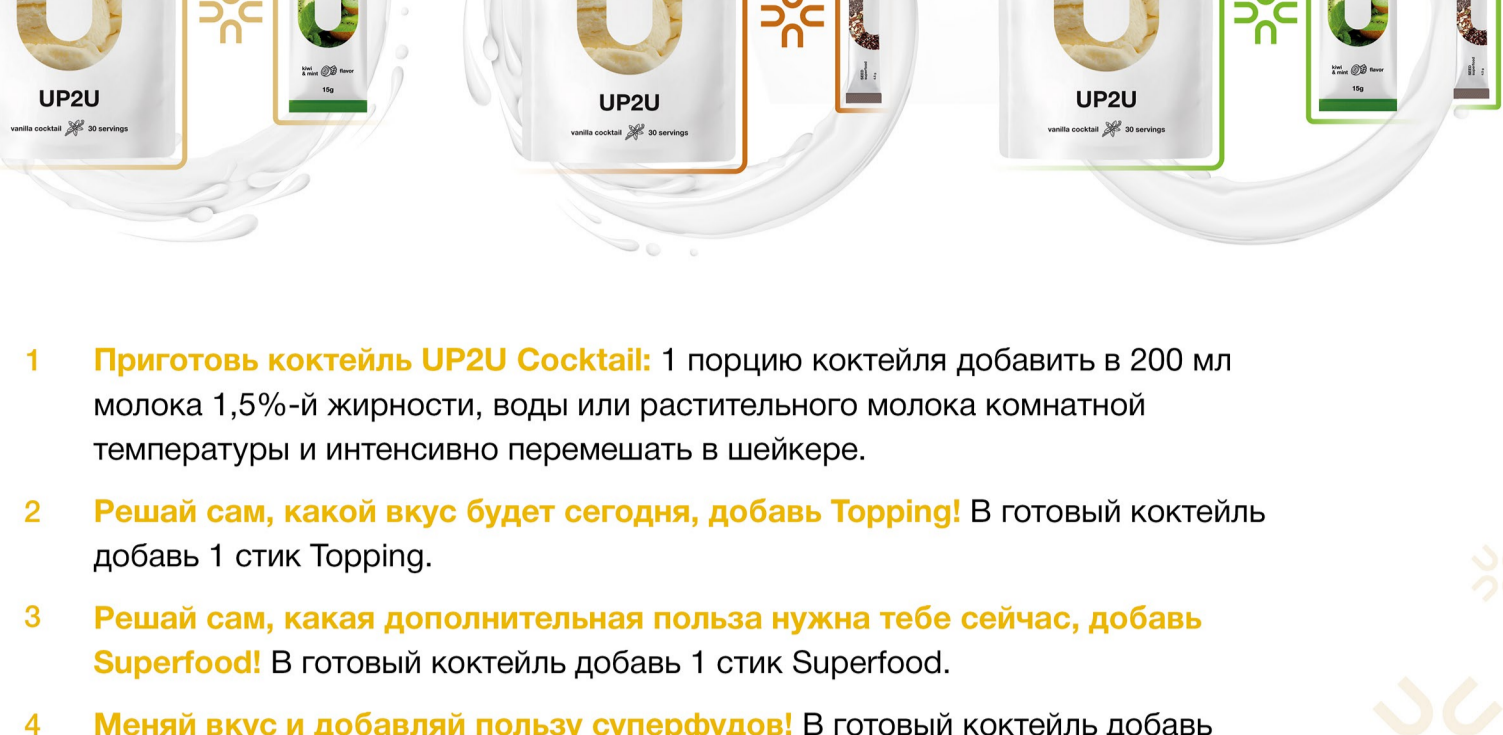 UP2U
vanilla cocktail 30 servings
kiwi & mint flavor
15g
UP2U
vanilla cocktail 30 servings
UP2U
vanilla cocktail 30 servings
kiwi & mint flavor
15g
1 Приготовь коктейль UP2U Cocktail: 1 порцию коктейля добавить в 200 мл
молока 1,5%-й жирности, воды или растительного молока комнатной
температуры и интенсивно перемешать в шейкере.
2 Решай сам, какой вкус будет сегодня, добавь Topping! В готовый коктейль
добавь 1 стик Topping.
3 Решай сам, какая дополнительная польза нужна тебе сейчас, добавь
Superfood! В готовый коктейль добавь 1 стик Superfood.
4 Меняй вкус и добавляй пользу суперфудов! В готовый коктейль добавь